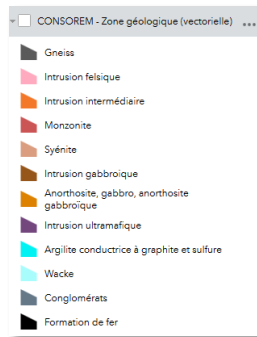 CONSOREM - Zone géologique (vectorielle)
Gneiss
Intrusion felsique
Intrusion intermédiaire
Monzonite
Syénite
Intrusion gabbroique
Anorthosite, gabbro, anorthosite
gabbroïque
Intrusion ultramafique
Argilite conductrice à graphite et sulfure
Wacke
Conglomérats
Formation de fer